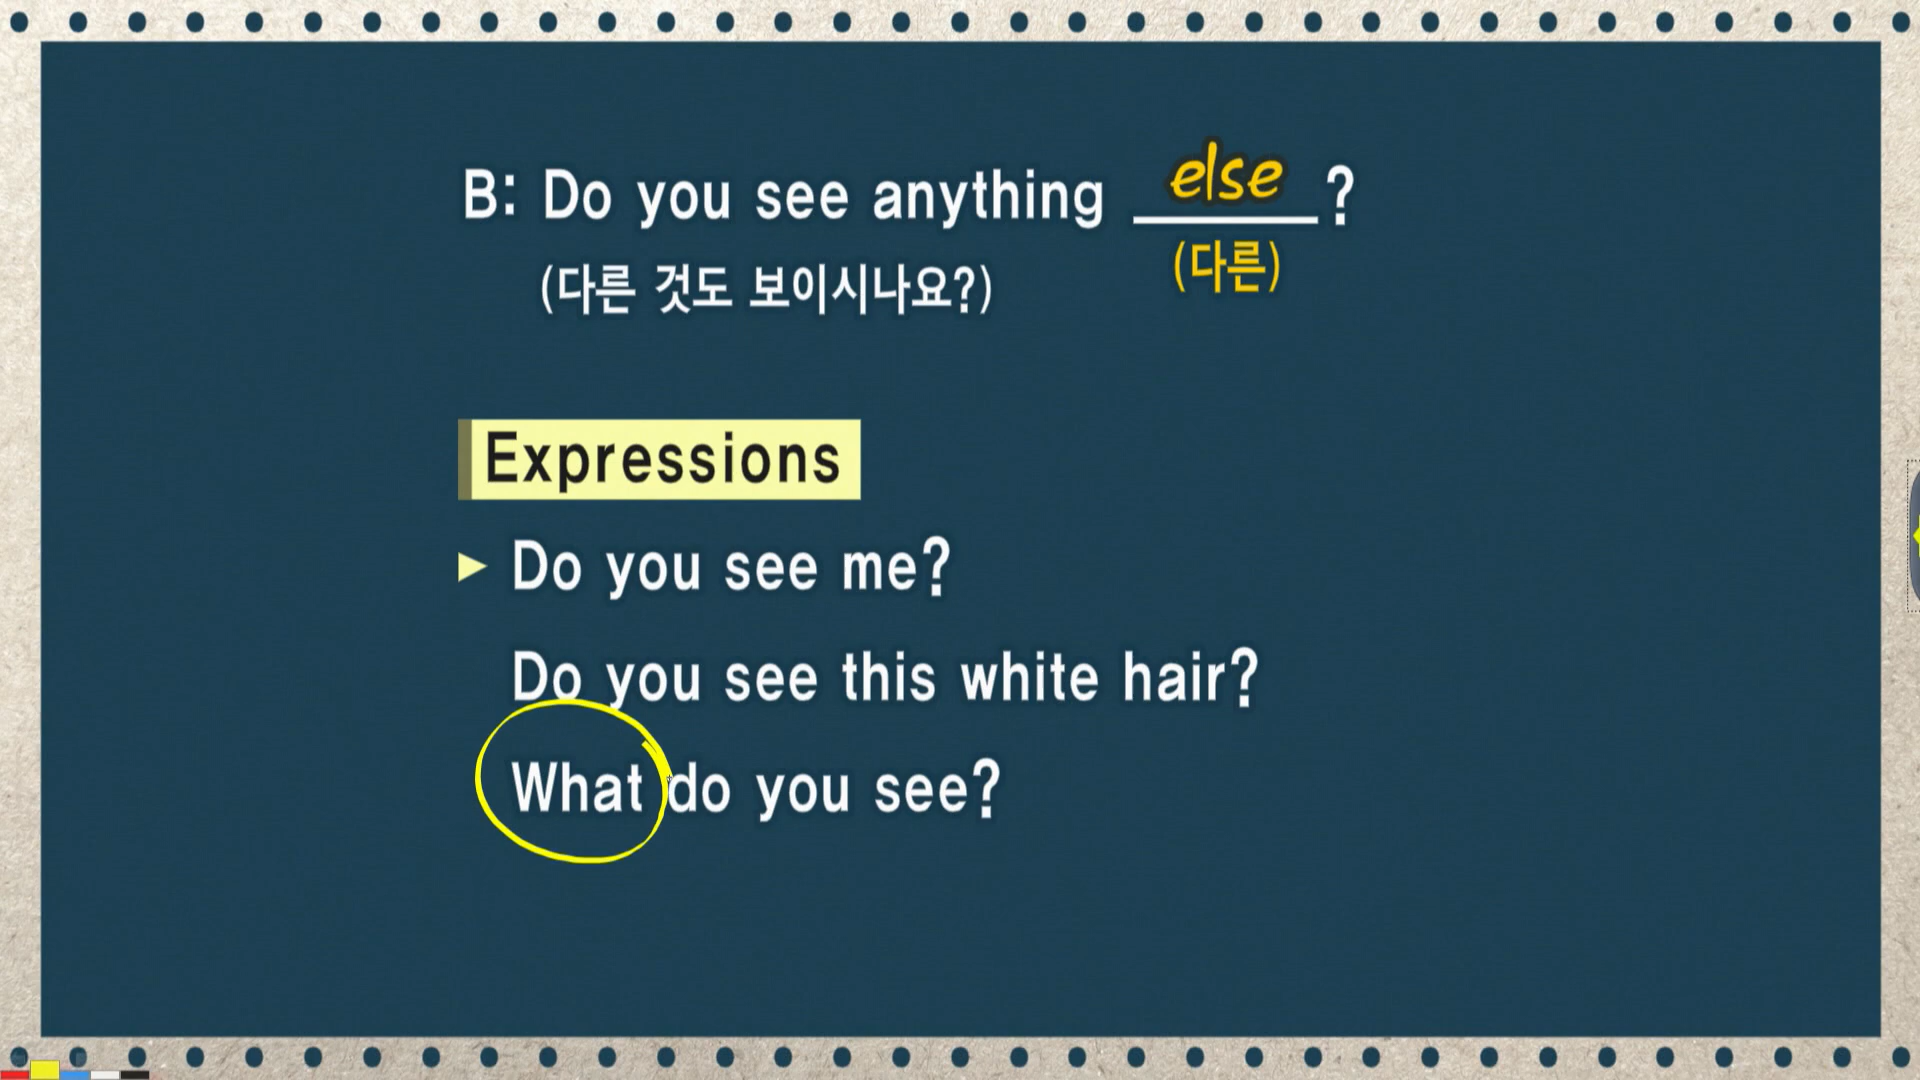 B: Do you see anything else?
(다른 것도 보이시나요?) (다른)
Expressions
▶ Do you see me?
Do you see this white hair?
What do you see?